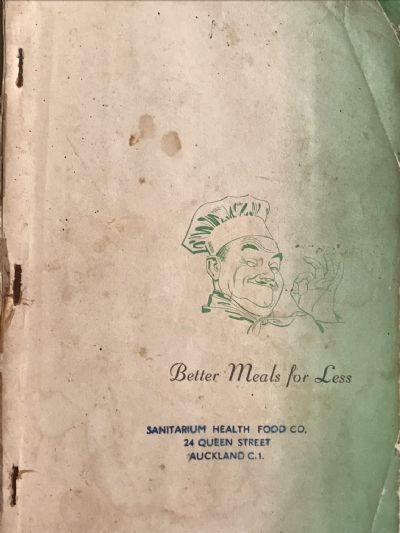 Better Meals for Less
SANITARIUM HEALTH FOOD CO,
24 QUEEN STREET
AUCKLAND C.1.